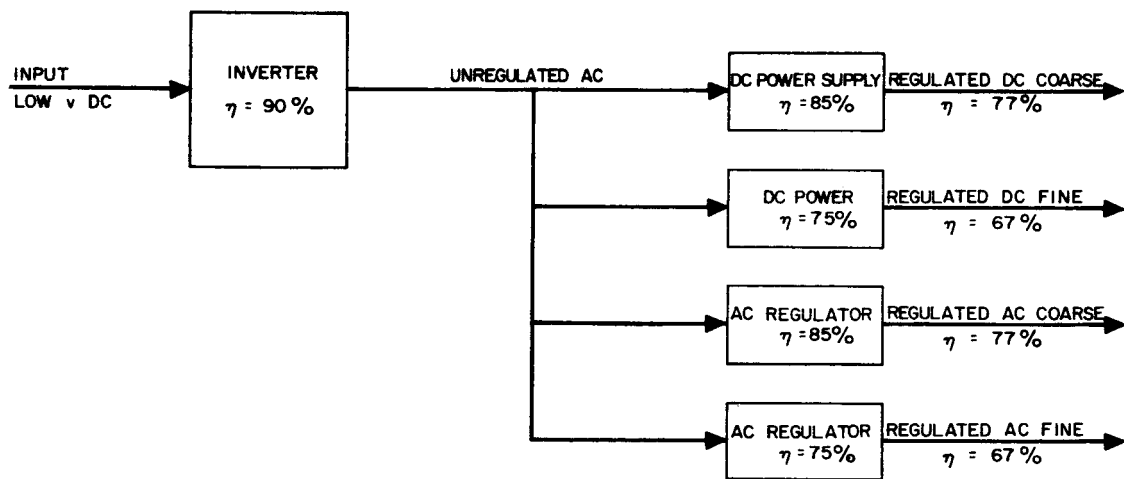 INPUT
LOW v DC
INVERTER
η = 90%
UNREGULATED AC
DC POWER SUPPLY
η = 85%
REGULATED DC COARSE
η = 77%
DC POWER
η = 75%
REGULATED DC FINE
η = 67%
AC REGULATOR
η = 85%
REGULATED AC COARSE
η = 77%
AC REGULATOR
η = 75%
REGULATED AC FINE
η = 67%